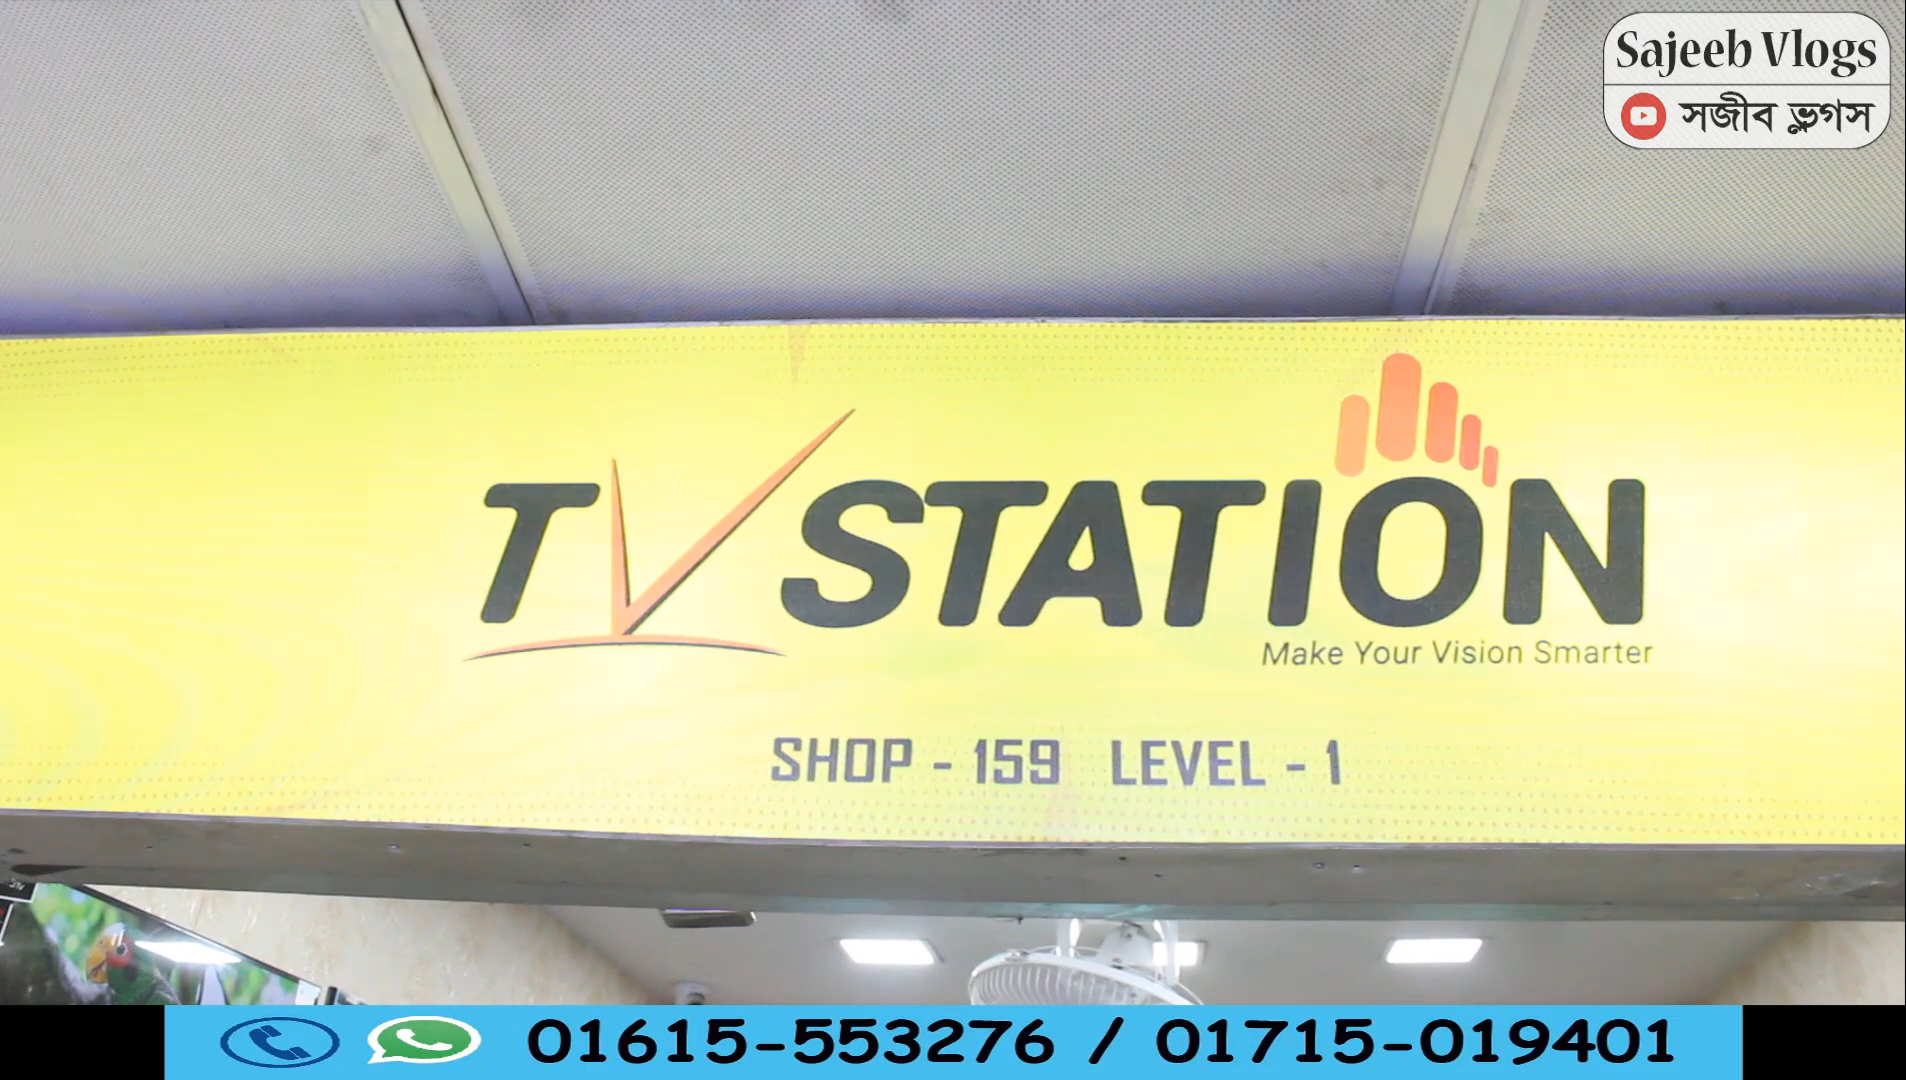 Sajeeb Vlogs
সজীব ভ্লগস
TV STATION
Make Your Vision Smarter
SHOP - 159 LEVEL - 1
01615-553276 / 01715-019401